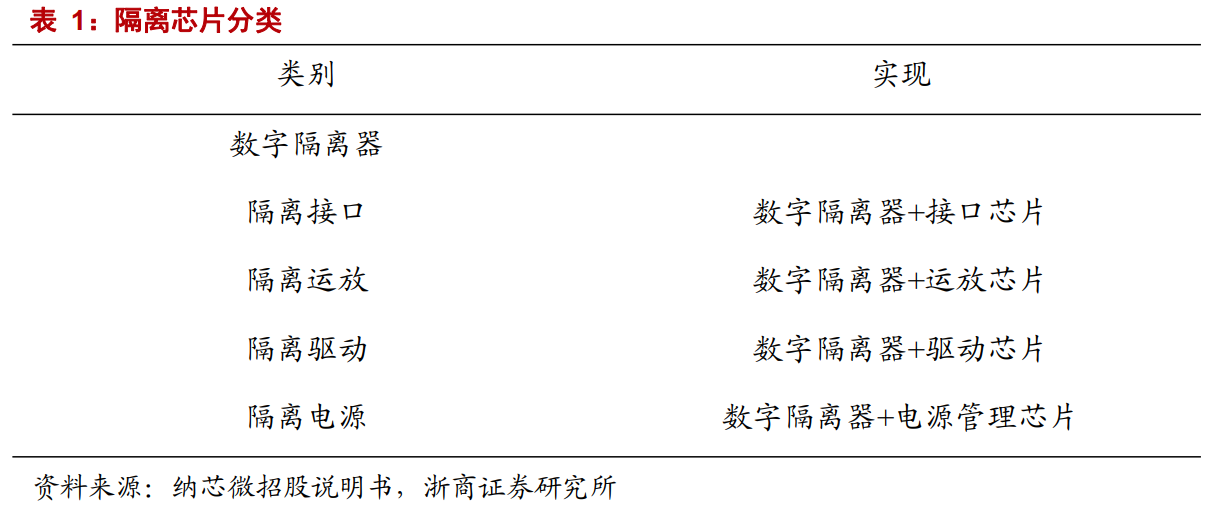 表 1：隔离芯片分类
类别 实现
数字隔离器
隔离接口 数字隔离器+接口芯片
隔离运放 数字隔离器+运放芯片
隔离驱动 数字隔离器+驱动芯片
隔离电源 数字隔离器+电源管理芯片
资料来源：纳芯微招股说明书，浙商证券研究所